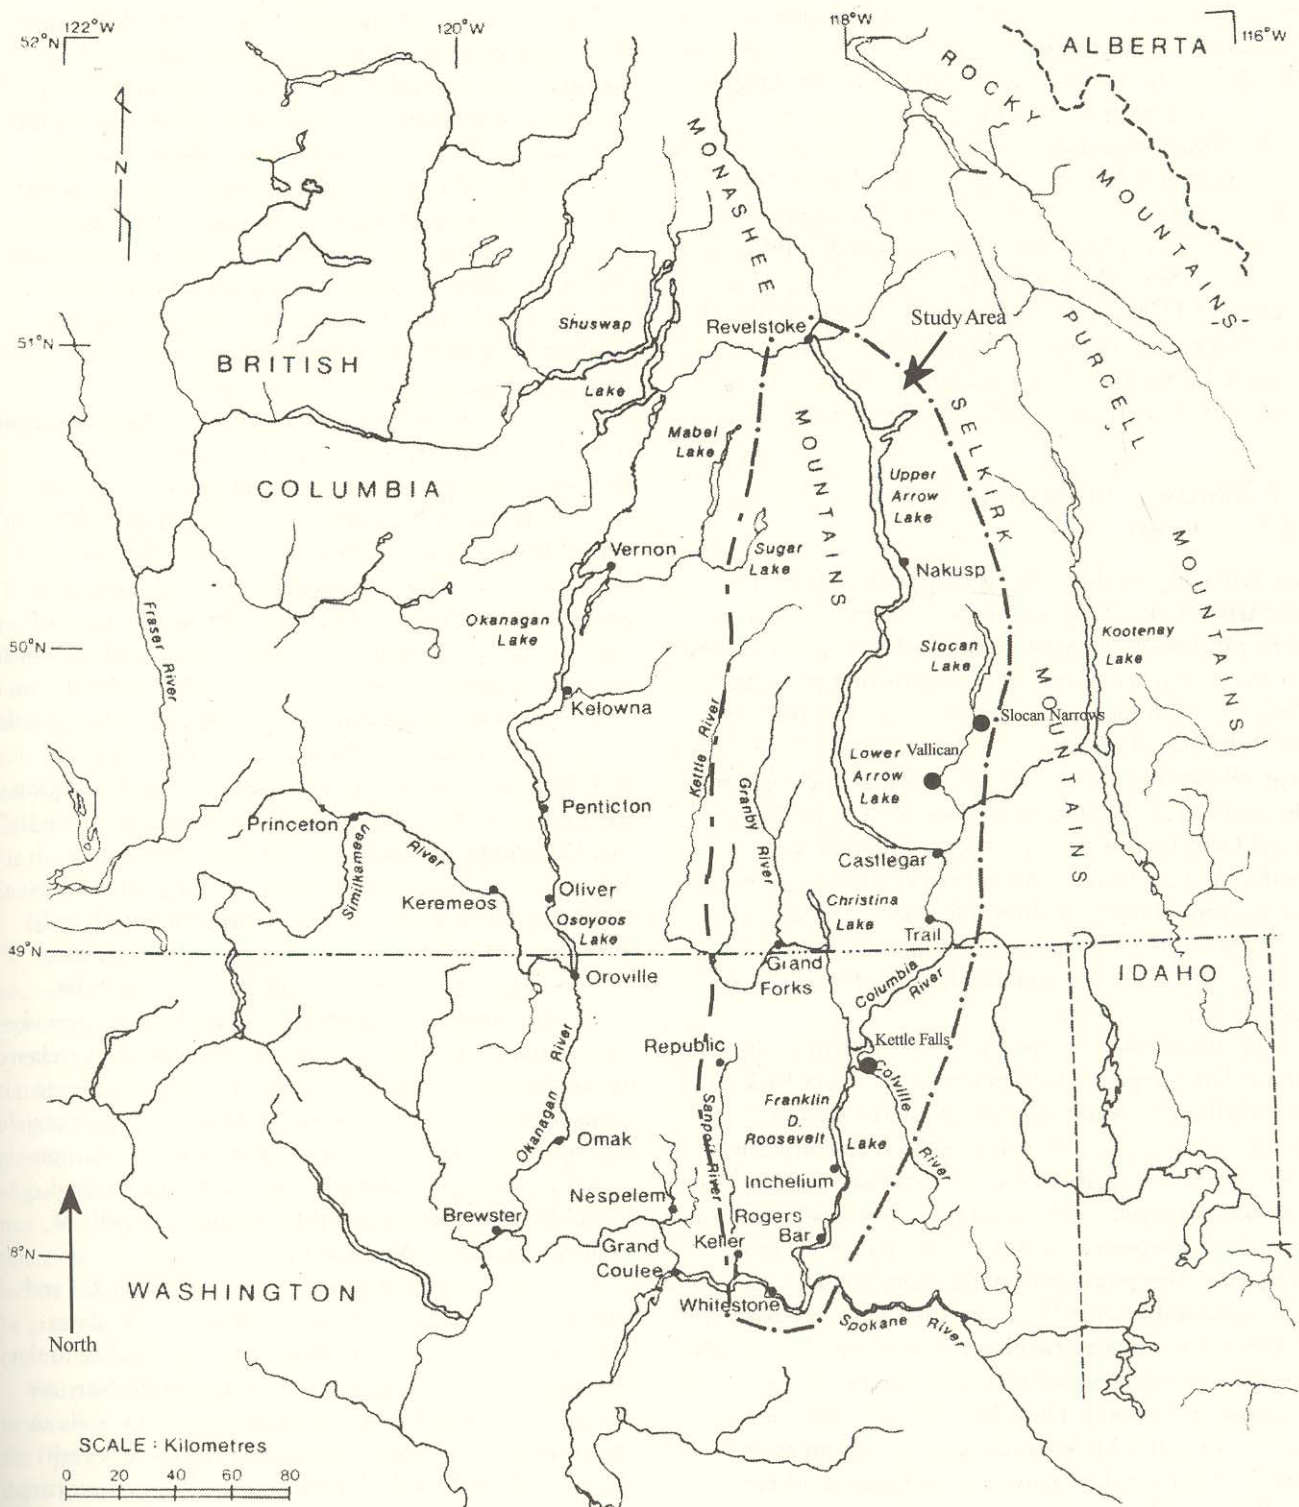 122°W
120°W
118°W
116°W
52°N
ALBERTA
ROCKY
MOUNTAINS
N
MONASHEE
MOUNTAINS
Shuswap
Lake
Revelstoke
Study Area
51°N
BRITISH
COLUMBIA
PURCELL
MOUNTAINS
SELKIRK
MOUNTAINS
Mabel
Lake
Upper
Arrow
Lake
Vernon
Sugar
Lake
Nakusp
Fraser River
Okanagan
Lake
50°N
Slocan
Lake
Kootenay
Lake
Kelowna
Slocan Narrows
Kettle River
Granby River
Lower
Arrow
Lake
Vallican
Penticton
Princeton
Similkameen
River
Castlegar
Keremeos
Oliver
Osoyoos
Lake
Christina
Lake
Trail
49°N
Oroville
Grand
Forks
Columbia
River
IDAHO
Republic
Kettle Falls
Colville
River
Okanagan River
Sanpoil River
Franklin
D.
Roosevelt
Lake
Omak
Inchelium
Nespelem
Brewster
Rogers
Bar
Keller
Grand
Coulee
8°N
WASHINGTON
Whitestone
Spokane River
North
SCALE : Kilometres
0 20 40 60 80